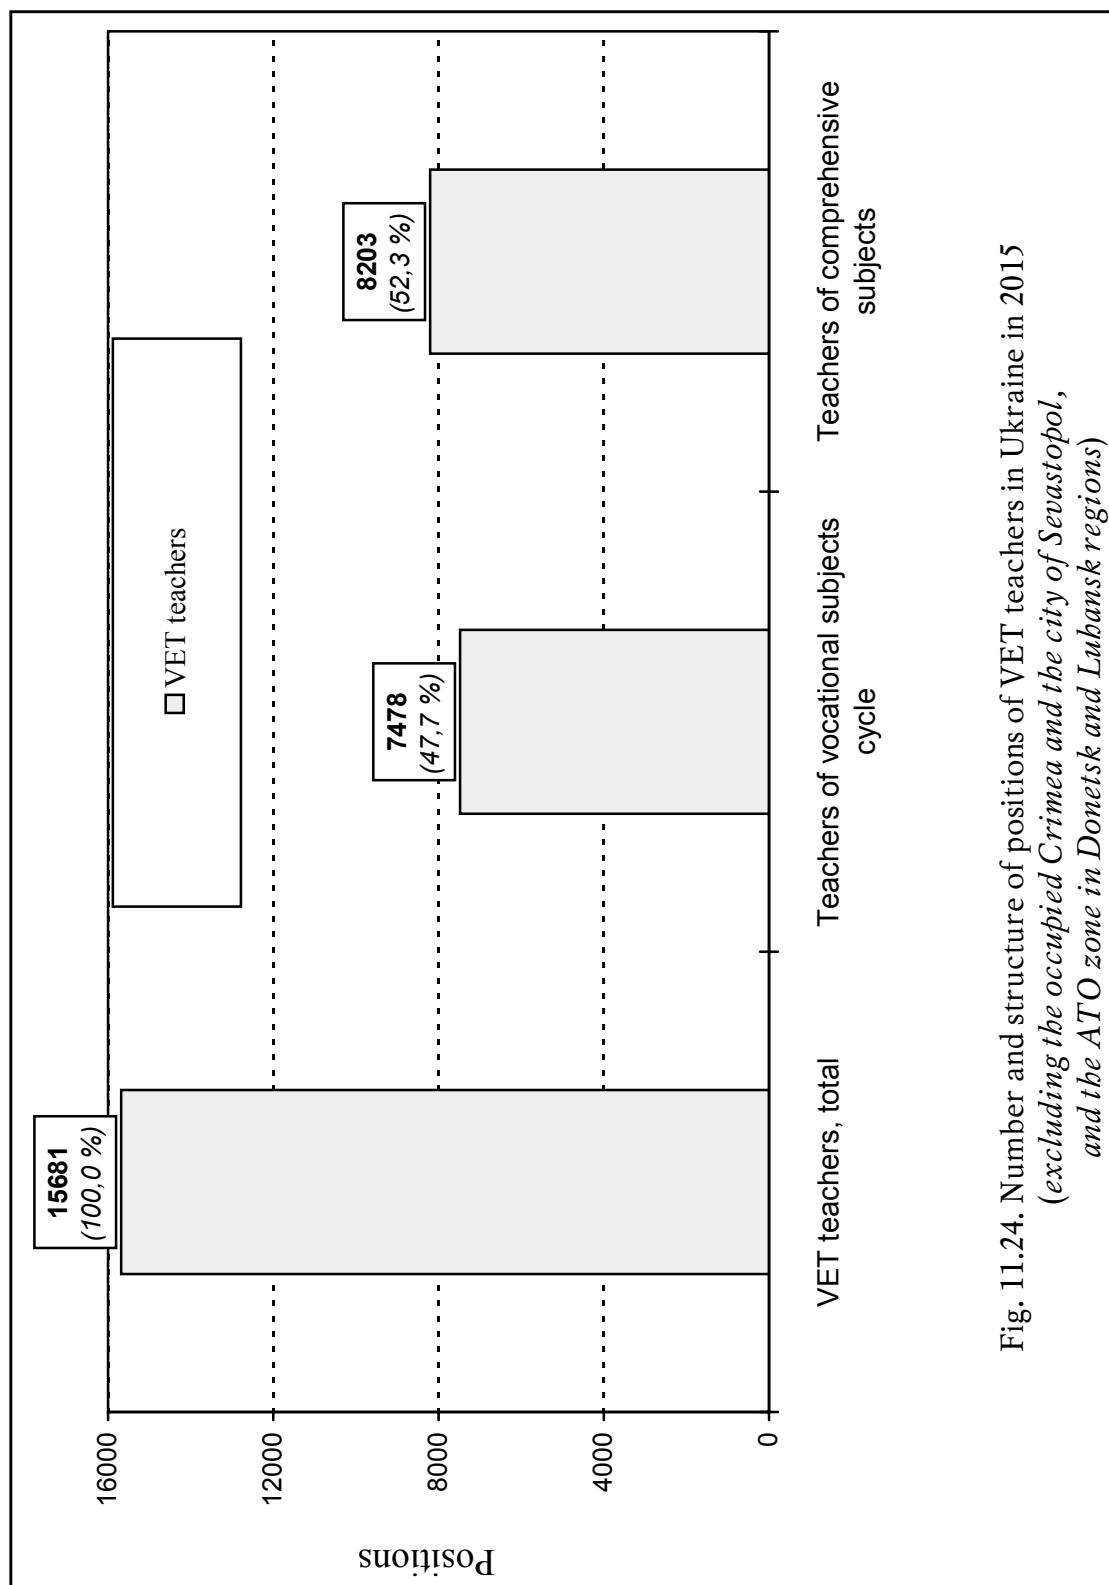 Positions
16000
12000
8000
4000
0
VET teachers
15681
(100,0 %)
7478
(47,7 %)
8203
(52,3 %)
VET teachers, total
Teachers of vocational subjects
cycle
Teachers of comprehensive
subjects
Fig. 11.24. Number and structure of positions of VET teachers in Ukraine in 2015
(excluding the occupied Crimea and the city of Sevastopol,
and the ATO zone in Donetsk and Luhansk regions)